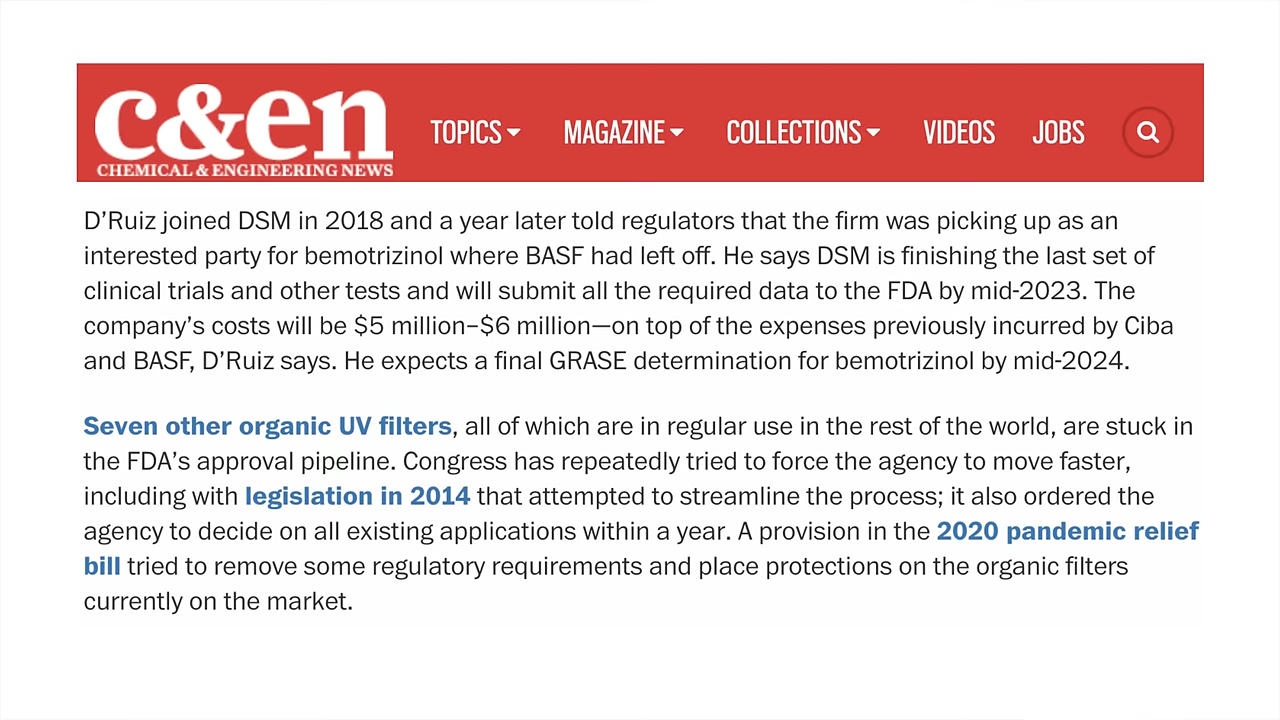 c&en
CHEMICAL & ENGINEERING NEWS
TOPICS MAGAZINE COLLECTIONS VIDEOS JOBS
D’Ruiz joined DSM in 2018 and a year later told regulators that the firm was picking up as an
interested party for bemotrizinol where BASF had left off. He says DSM is finishing the last set of
clinical trials and other tests and will submit all the required data to the FDA by mid-2023. The
company’s costs will be $5 million–$6 million—on top of the expenses previously incurred by Ciba
and BASF, D’Ruiz says. He expects a final GRASE determination for bemotrizinol by mid-2024.
Seven other organic UV filters, all of which are in regular use in the rest of the world, are stuck in
the FDA’s approval pipeline. Congress has repeatedly tried to force the agency to move faster,
including with legislation in 2014 that attempted to streamline the process; it also ordered the
agency to decide on all existing applications within a year. A provision in the 2020 pandemic relief
bill tried to remove some regulatory requirements and place protections on the organic filters
currently on the market.